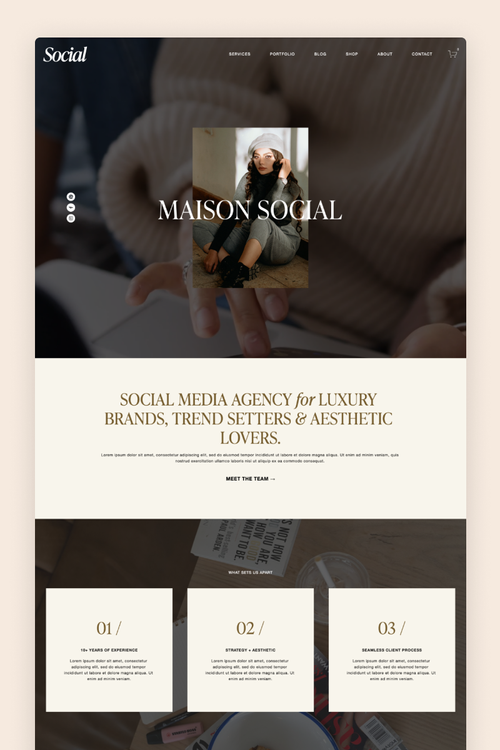 Social
SERVICES
PORTFOLIO
BLOG
SHOP
ABOUT
CONTACT
MAISON SOCIAL
SOCIAL MEDIA AGENCY for LUXURY
BRANDS, TREND SETTERS & AESTHETIC
LOVERS.
Lorem ipsum dolor sit amet, consectetur adipiscing elit, sed do eiusmod tempor incididunt ut labore et dolore magna aliqua. Ut enim ad minim veniam, quis
nostrud exercitation ullamco laboris nisi ut aliquip ex ea commodo consequat.
MEET THE TEAM →
WHAT SETS US APART
01 /
10+ YEARS OF EXPERIENCE
Lorem ipsum dolor sit amet, consectetur
adipiscing elit, sed do eiusmod tempor
incididunt ut labore et dolore magna aliqua. Ut
enim ad minim veniam.
02 /
STRATEGY + AESTHETIC
Lorem ipsum dolor sit amet, consectetur
adipiscing elit, sed do eiusmod tempor
incididunt ut labore et dolore magna aliqua. Ut
enim ad minim veniam.
03 /
SEAMLESS CLIENT PROCESS
Lorem ipsum dolor sit amet, consectetur
adipiscing elit, sed do eiusmod tempor
incididunt ut labore et dolore magna aliqua. Ut
enim ad minim veniam.